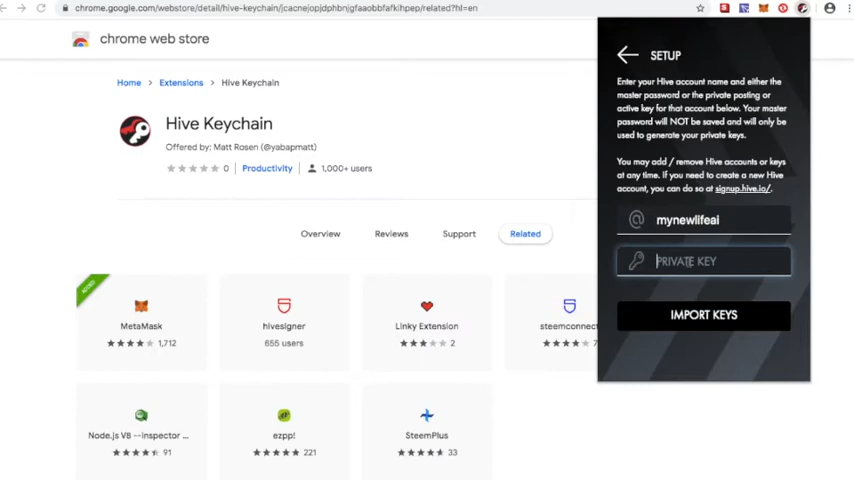 chrome.google.com/webstore/detail/hive-keychain/jcacnejopjdphbnjgfaaobbfafkihpep/related?hl=en
chrome web store
Home > Extensions > Hive Keychain
Hive Keychain
Offered by: Matt Rosen (@yabapmatt)
0 | Productivity | 1,000+ users
Overview Reviews Support Related
ADDED
MetaMask
1,712
hivesigner
655 users
Linky Extension
2
steemconnect
7
Node.js V8 --inspector ...
91
ezpp!
221
SteemPlus
33
SETUP
Enter your Hive account name and either the
master password or the private posting or
active key for that account below. Your master
password will NOT be saved and will only be
used to generate your private keys.
You may add / remove Hive accounts or keys
at any time. If you need to create a new Hive
account, you can do so at signup.hive.io/.
@ mynewlifeai
PRIVATE KEY
IMPORT KEYS